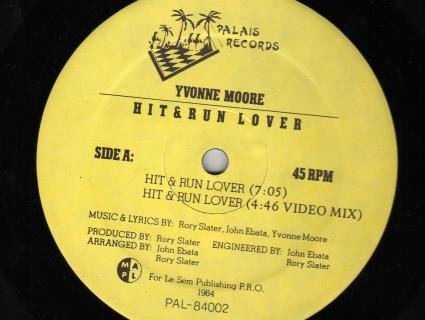 PALAIS
RECORDS
YVONNE MOORE
HIT & RUN LOVER
SIDE A:
45 RPM
HIT & RUN LOVER (7:05)
HIT & RUN LOVER (4:46 VIDEO MIX)
MUSIC & LYRICS BY: Rory Slater, John Ebata, Yvonne Moore
PRODUCED BY: Rory Slater
ENGINEERED BY: John Ebata
ARRANGED BY: John Ebata
Rory Slater
Rory Slater
M A
P L
For Le Sem Publishing P.R.O.
1984
PAL-84002